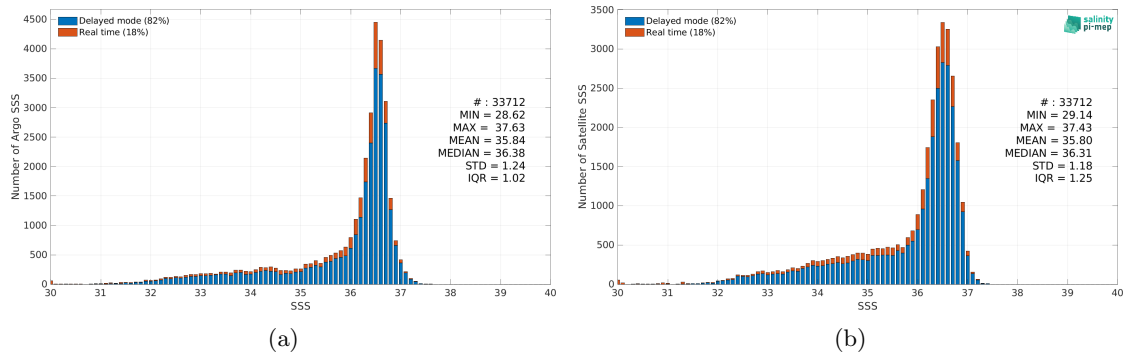 Delayed mode (82%)
Real time (18%)
4500
4000
3500
3000
2500
2000
1500
1000
500
0
Number of Argo SSS
# : 33712
MIN = 28.62
MAX = 37.63
MEAN = 35.84
MEDIAN = 36.38
STD = 1.24
IQR = 1.02
30 31 32 33 34 35 36 37 38 39 40
SSS
(a)
Delayed mode (82%)
Real time (18%)
salinity
pi-mep
3500
3000
2500
2000
1500
1000
500
0
Number of Satellite SSS
# : 33712
MIN = 29.14
MAX = 37.43
MEAN = 35.80
MEDIAN = 36.31
STD = 1.18
IQR = 1.25
30 31 32 33 34 35 36 37 38 39 40
SSS
(b)